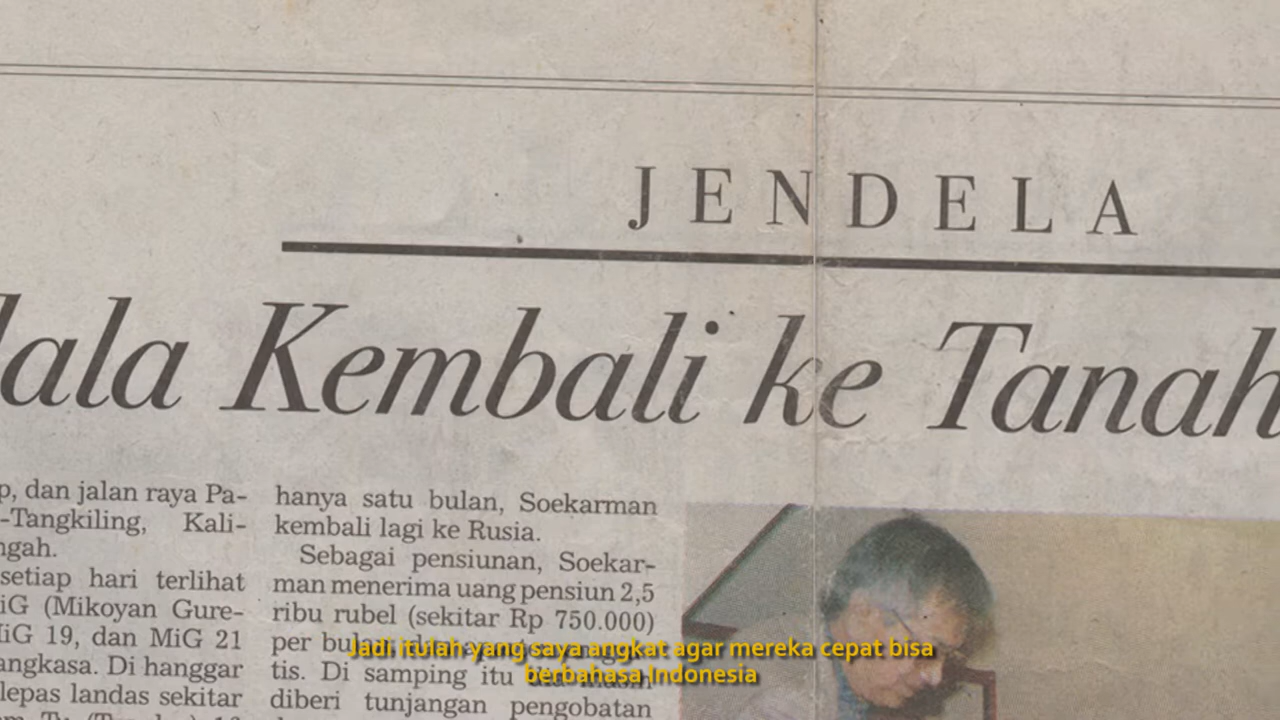 JENDELA
dala Kembali ke Tanah
p, dan jalan raya Pa-
-Tangkiling, Kali-
ngah.
setiap hari terlihat
iG (Mikoyan Gure-
MiG 19, dan MiG 21
angkasa. Di hanggar
lepas landas sekitar
hanya satu bulan, Soekarman
kembali lagi ke Rusia.
Sebagai pensiunan, Soekar-
man menerima uang pensiun 2,5
ribu rubel (sekitar Rp 750.000)
per bulan
tis. Di samping itu dia masih
diberi tunjangan pengobatan
Jadi itulah yang saya angkat agar mereka cepat bisa
berbahasa Indonesia